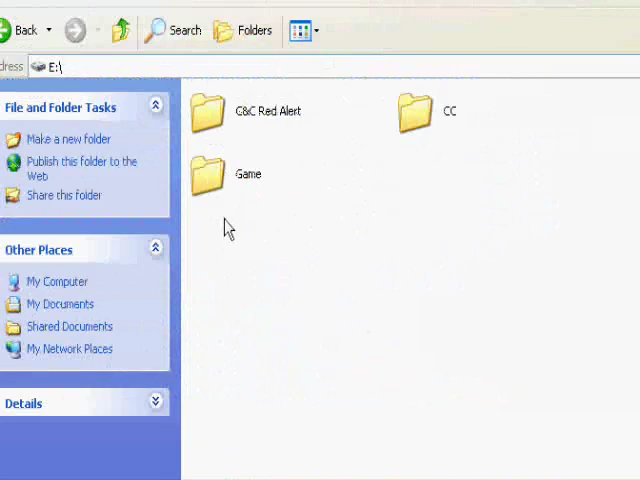 Back
Search
Folders
dress
E:\
File and Folder Tasks
Make a new folder
Publish this folder to the
Web
Share this folder
Other Places
My Computer
My Documents
Shared Documents
My Network Places
Details
C&C Red Alert
CC
Game